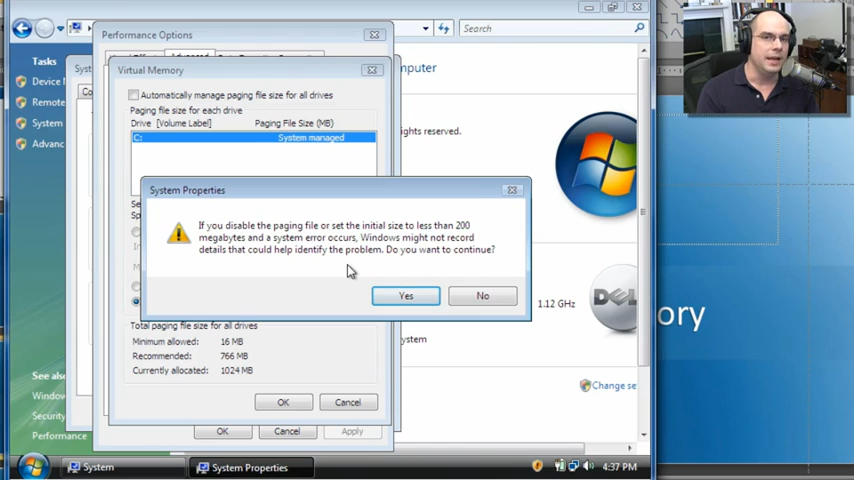 Search
Performance Options
Tasks
Device M
Remote
System
Advanc
Virtual Memory
Automatically manage paging file size for all drives
Paging file size for each drive
Drive [Volume Label] Paging File Size (MB)
C: System managed
omputer
ights reserved.
System Properties
If you disable the paging file or set the initial size to less than 200
megabytes and a system error occurs, Windows might not record
details that could help identify the problem. Do you want to continue?
Yes No
1.12 GHz
DELL
ory
Total paging file size for all drives
Minimum allowed: 16 MB
Recommended: 766 MB
Currently allocated: 1024 MB
ystem
See also
Window
Security
Performance
Change se
OK Cancel
OK Cancel Apply
System System Properties 4:37 PM